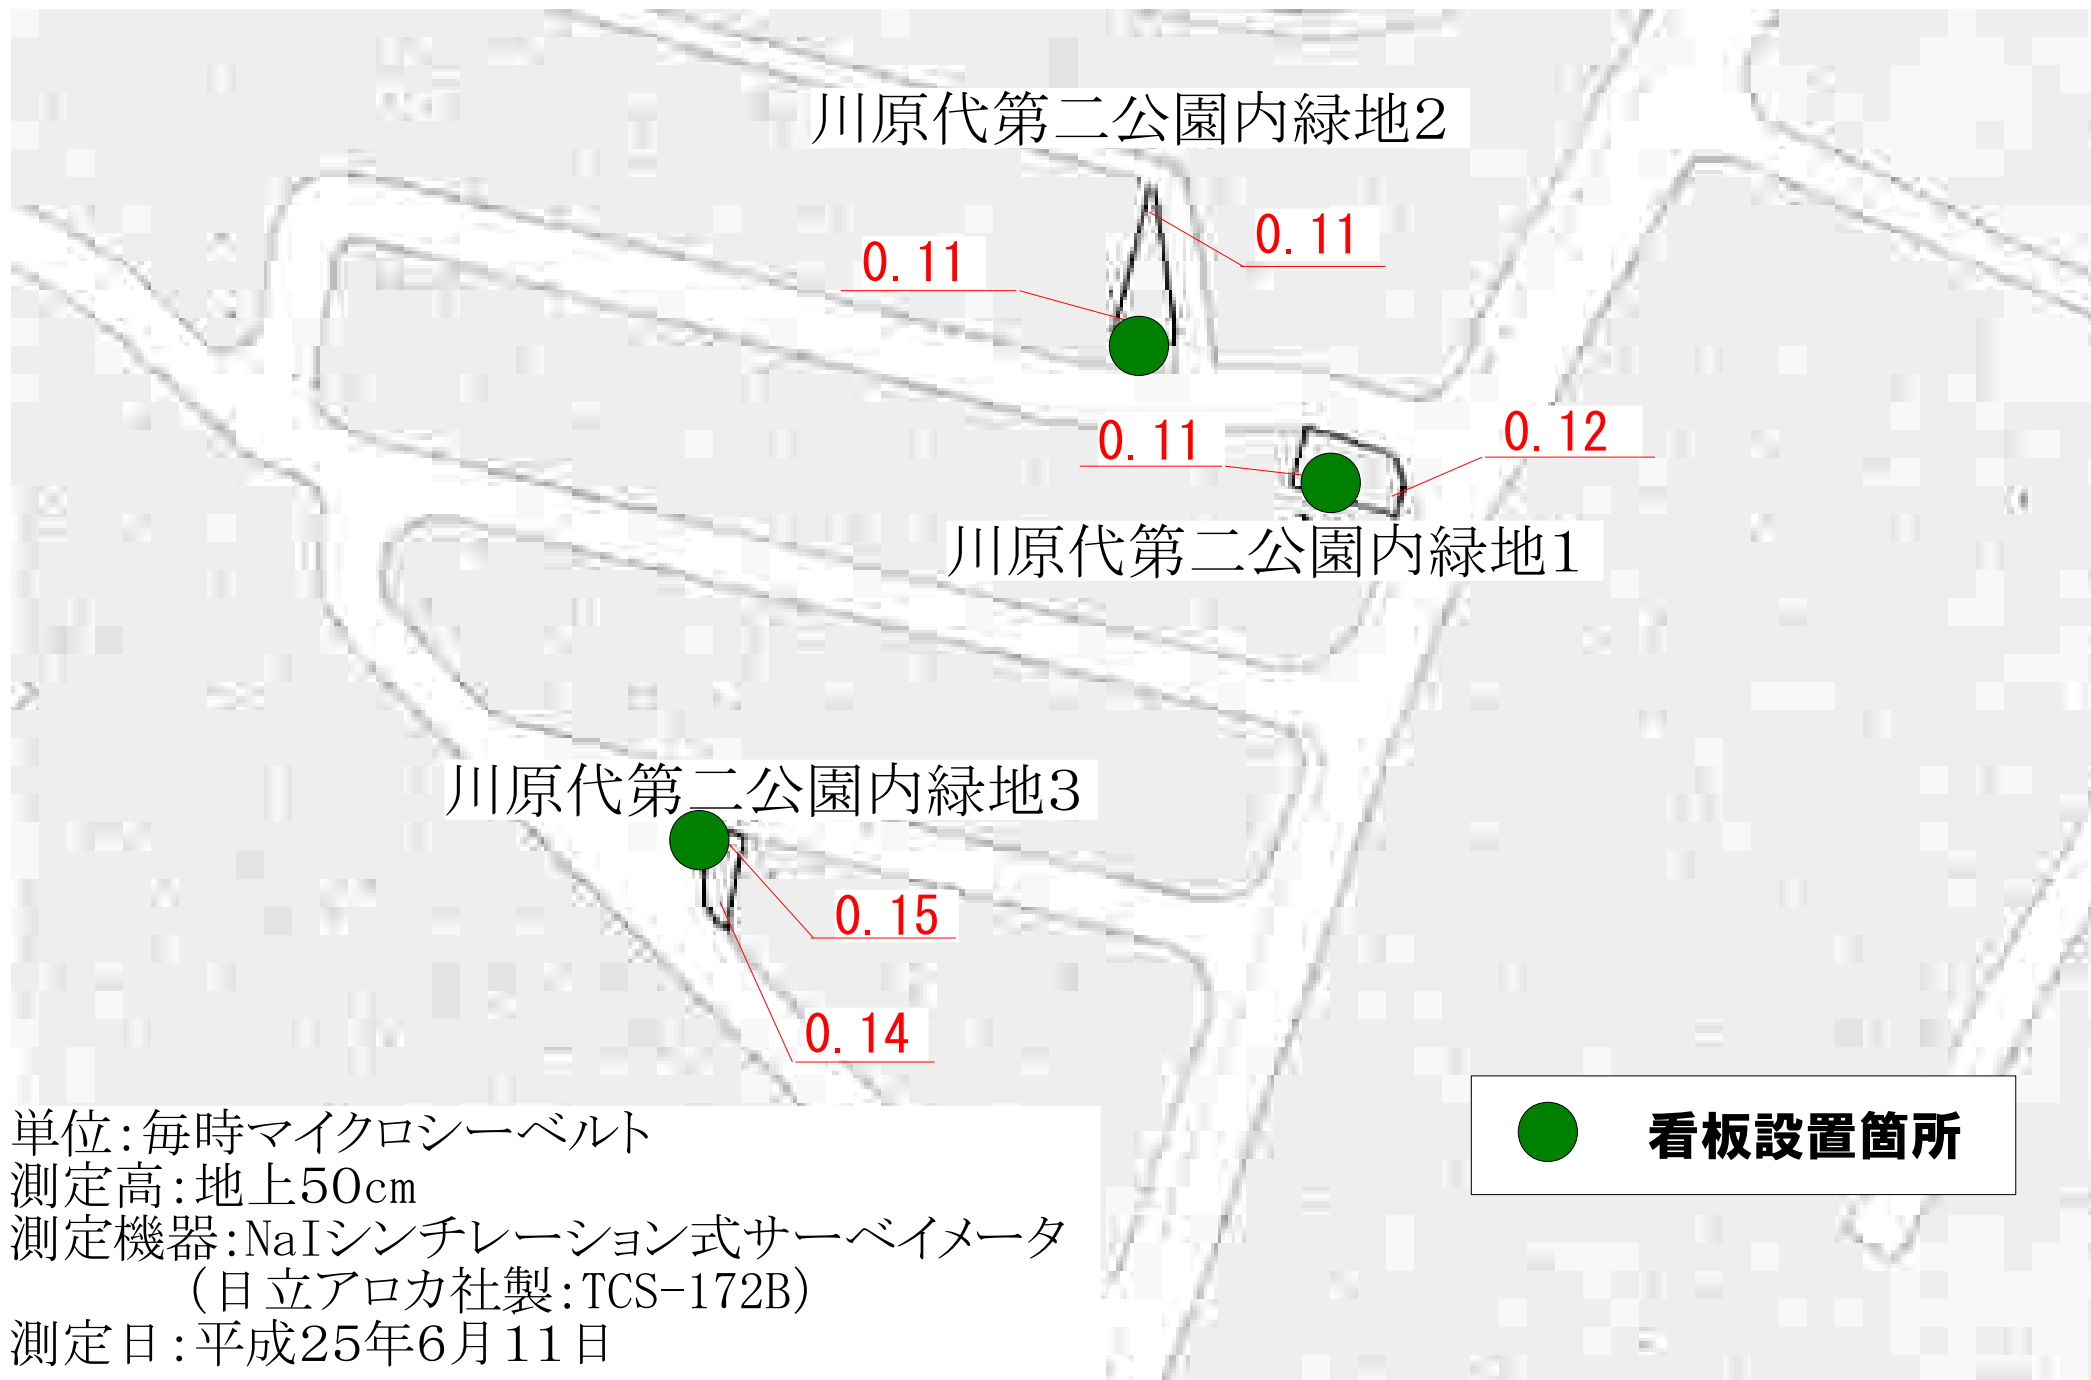 川原代第二公園内緑地2
0.11
0.11
0.11
0.12
川原代第二公園内緑地1
川原代第二公園内緑地3
0.15
0.14
看板設置箇所
単位:毎時マイクロシーベルト
測定高:地上50cm
測定機器:NaIシンチレーション式サーベイメータ
(日立アロカ社製:TCS-172B)
測定日:平成25年6月11日